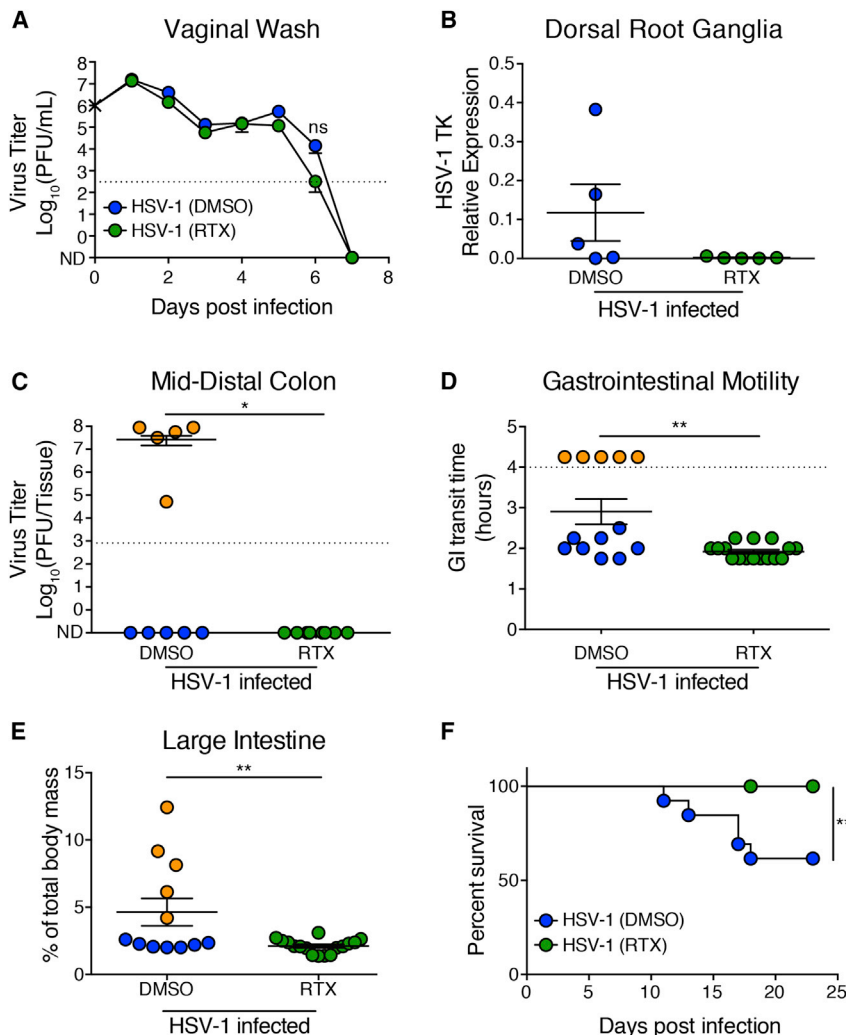 A
Vaginal Wash
Virus Titer
Log10(PFU/mL)
8
7
6
5
4
3
2
1
0
ND
ns
HSV-1 (DMSO)
HSV-1 (RTX)
0 2 4 6 8
Days post infection
B
Dorsal Root Ganglia
HSV-1 TK
Relative Expression
0.5
0.4
0.3
0.2
0.1
0.0
DMSO RTX
HSV-1 infected
C
Mid-Distal Colon
Virus Titer
Log10(PFU/Tissue)
8
7
6
5
4
3
2
1
0
ND
*
DMSO RTX
HSV-1 infected
D
Gastrointestinal Motility
GI transit time
(hours)
5
4
3
2
1
0
**
DMSO RTX
HSV-1 infected
E
Large Intestine
% of total body mass
15
10
5
0
**
DMSO RTX
HSV-1 infected
F
Percent survival
100
50
0
**
HSV-1 (DMSO)
HSV-1 (RTX)
0 5 10 15 20 25
Days post infection